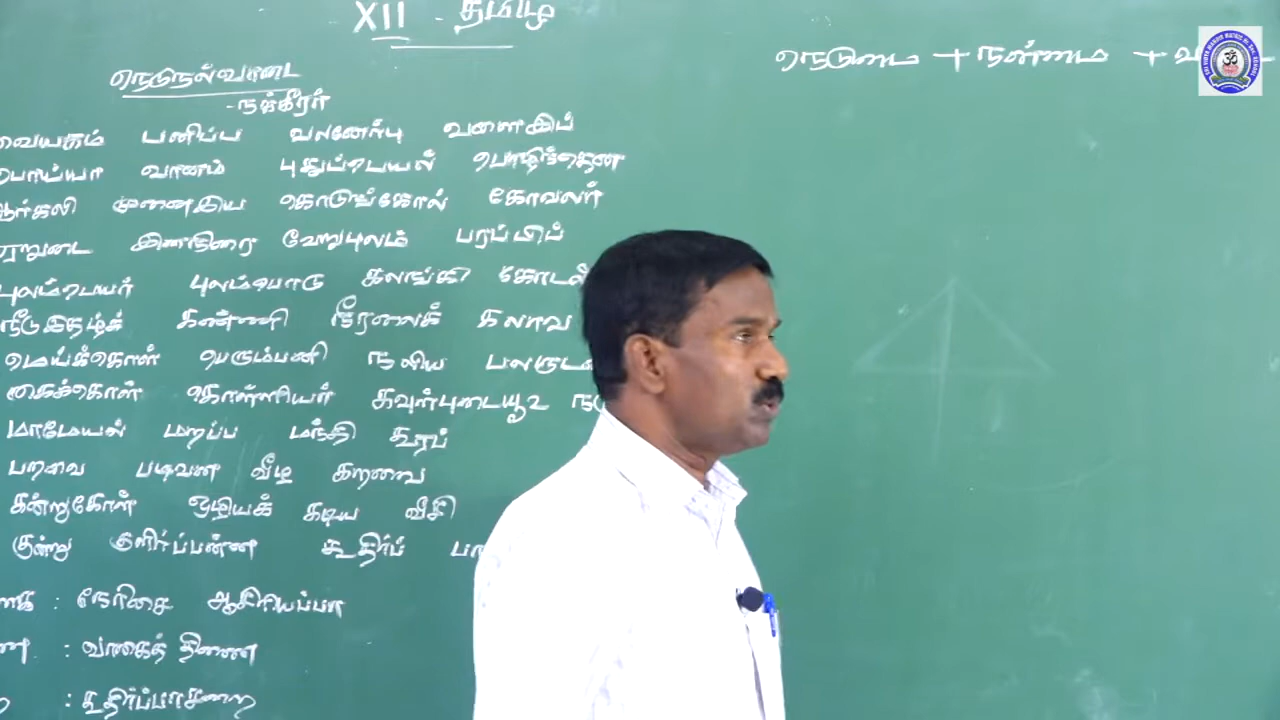 XII - தமிழ்
நெடுநல்வாடை
- நக்கீரர்
வையகம் பனிப்ப வலனேர்பு வளைஇப்
பொய்யா வானம் புதுப்பெயல் பொழிந்தென
ஆர்கலி முனைஇய கொடுங்கோல் கோவலர்
ஏறுடை இனநிரை வேறுபுலம் பரப்பிப்
புலம்பெயர் புலம்பொடு கலங்கி கோடல்
நீடுஇதழ்க் கண்ணி நீரலைக் கலாவ
மெய்க்கொள் பெரும்பனி நலிய பலருடன்
கைக்கொள் கொள்ளியர் கவுள்புடையூஉ
மாமேயல் மறப்ப மந்தி கூரப்
பறவை படிவன வீழ கறவை
கன்றுகோள் ஒழியக் கடிய வீசி
குன்று குளிர்ப்பன்ன கூதிர்ப்
: நேரிசை ஆசிரியப்பா
: வாகைத் திணை
: கூதிர்ப்பாசறை
நெடுமை + நன்மை +